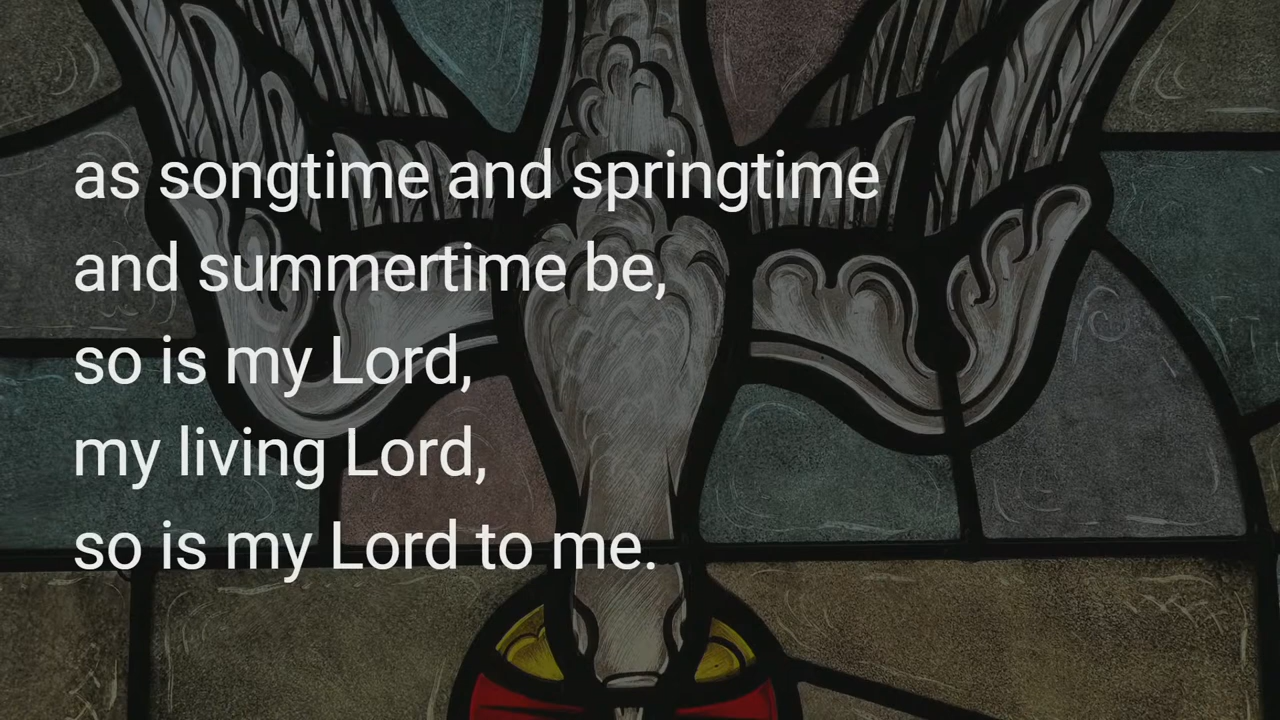 as songtime and springtime
and summertime be,
so is my Lord,
my living Lord,
so is my Lord to me.